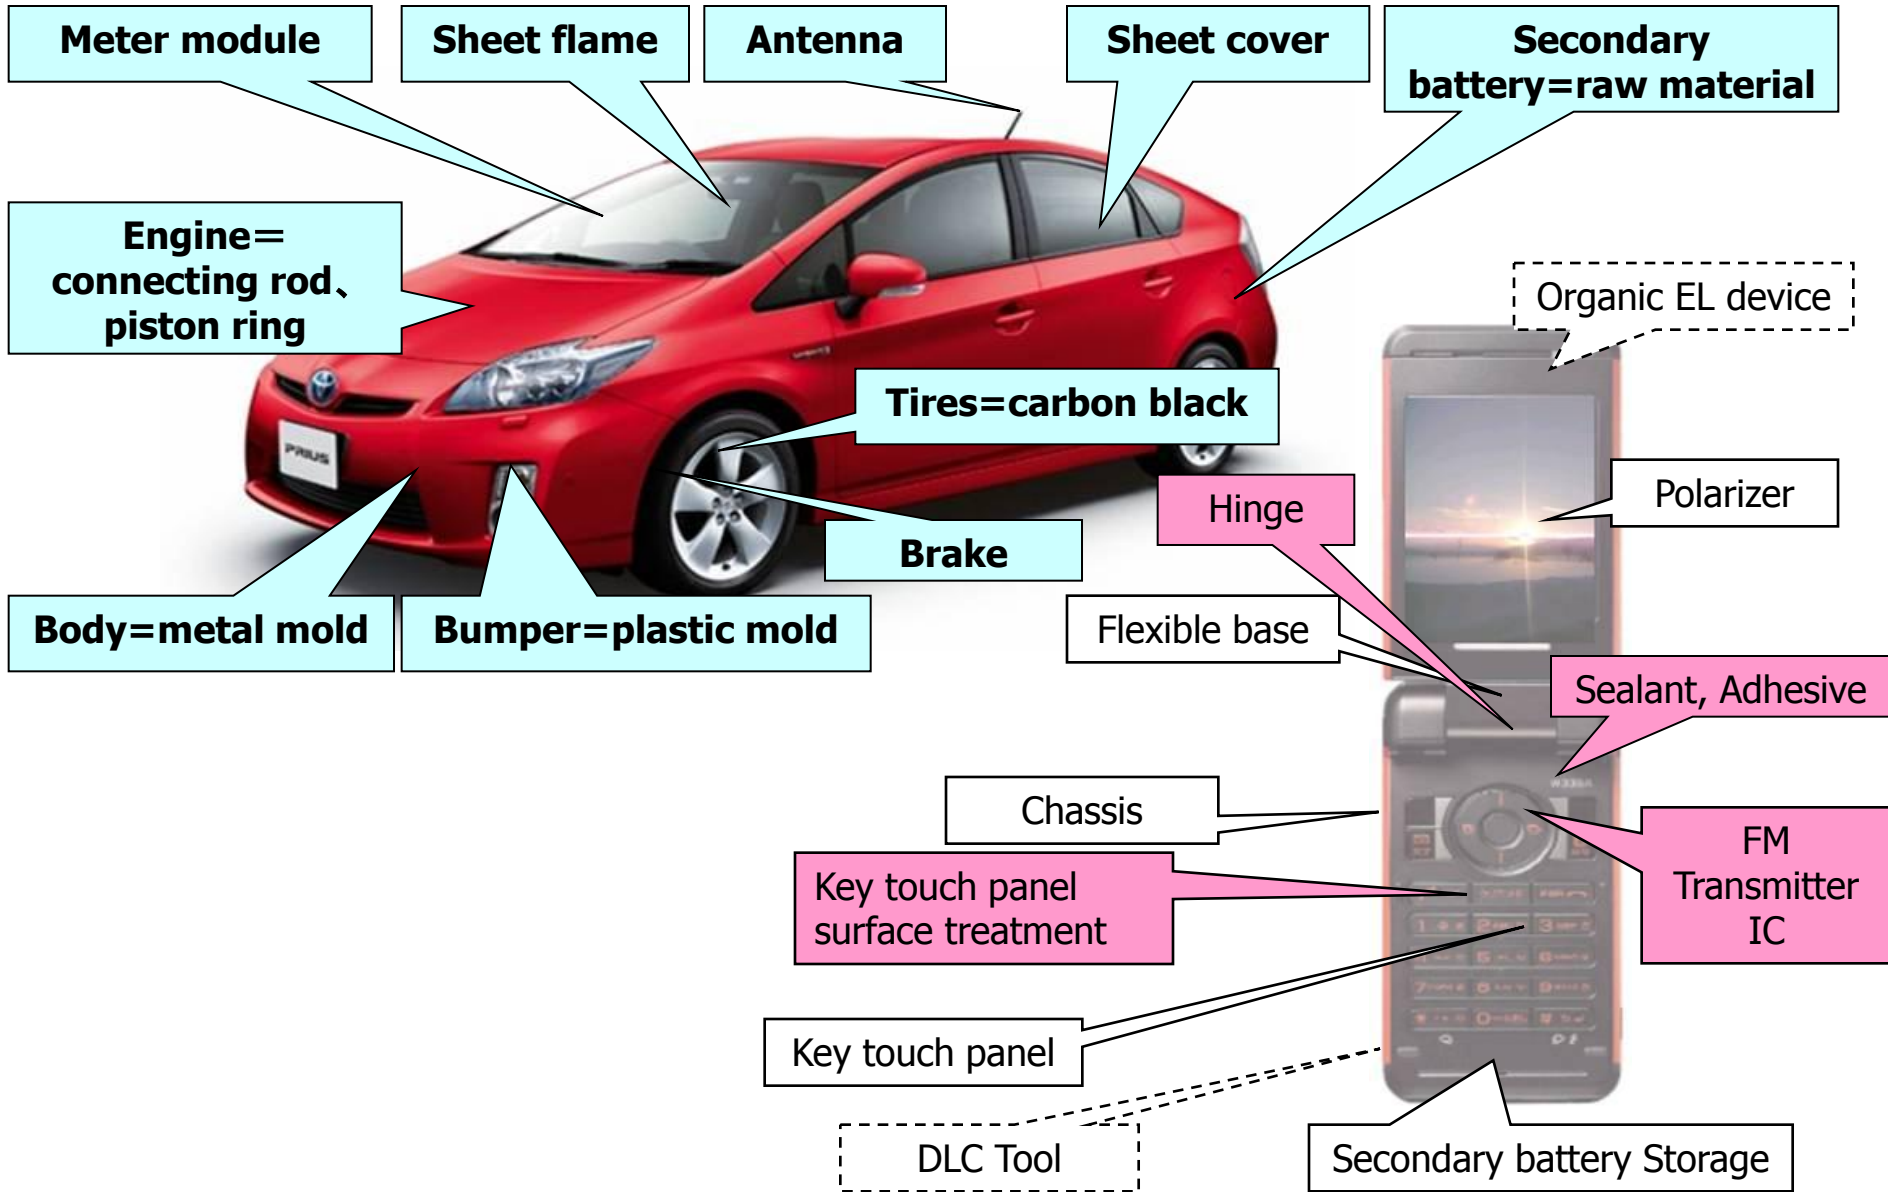 Meter module
Sheet flame
Antenna
Sheet cover
Secondary
battery=raw material
Engine＝
connecting rod、
piston ring
Organic EL device
Tires=carbon black
PRIUS
Polarizer
Hinge
Brake
Body=metal mold
Bumper=plastic mold
Flexible base
Sealant, Adhesive
Chassis
FM
Transmitter
IC
Key touch panel
surface treatment
Key touch panel
DLC Tool
Secondary battery Storage